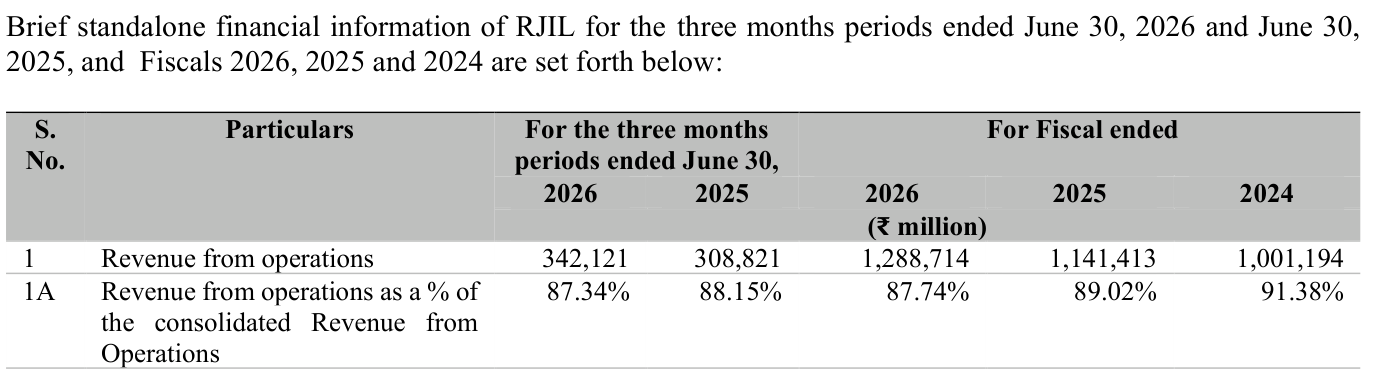 Brief standalone financial information of RJIL for the three months periods ended June 30, 2026 and June 30,
2025, and Fiscals 2026, 2025 and 2024 are set forth below:
S. No. Particulars For the three months periods ended June 30, For Fiscal ended
2026 2025 2026 2025 2024
(₹ million)
1 Revenue from operations 342,121 308,821 1,288,714 1,141,413 1,001,194
1A Revenue from operations as a % of 87.34% 88.15% 87.74% 89.02% 91.38%
the consolidated Revenue from
Operations